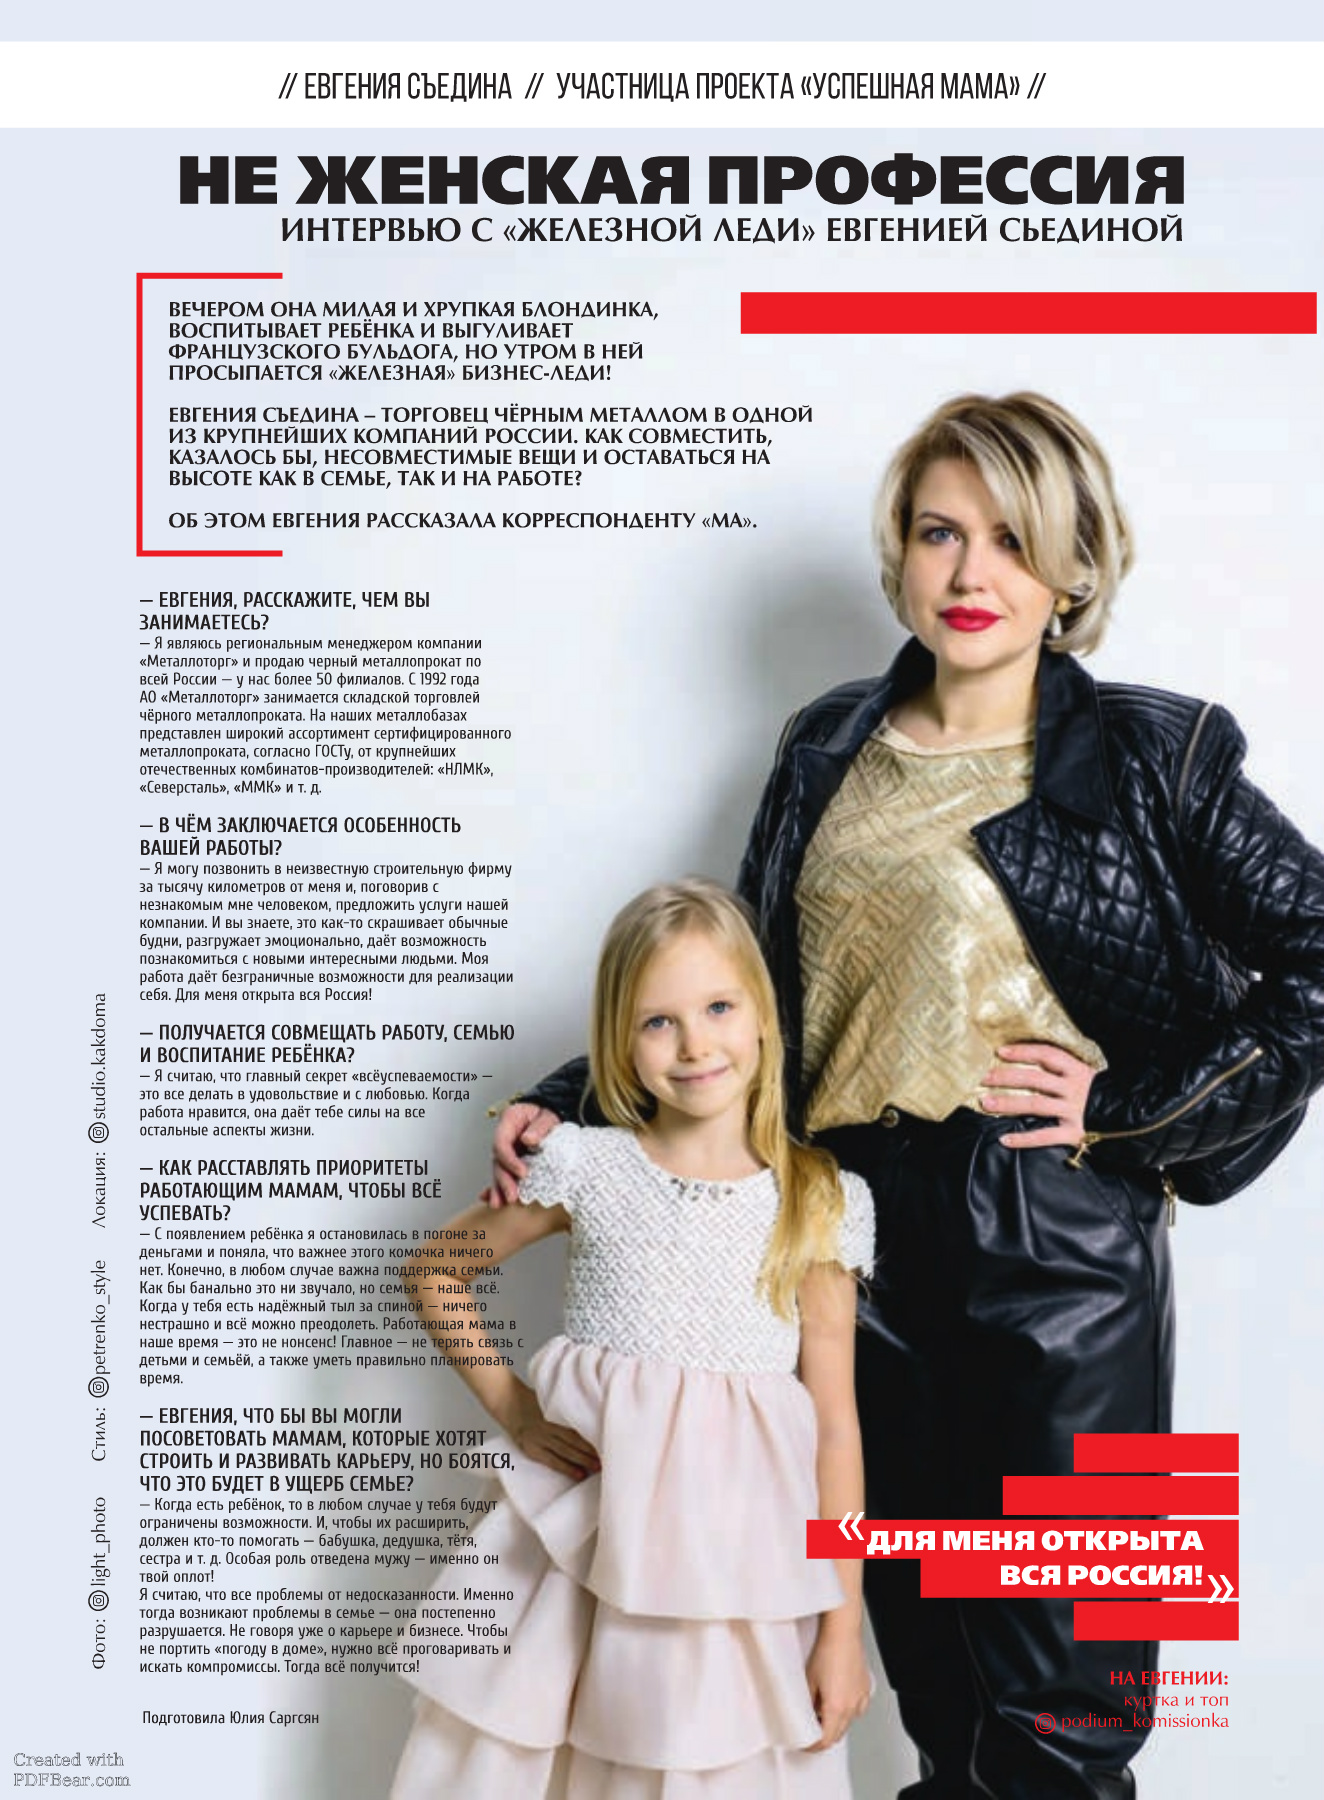 // ЕВГЕНИЯ СЪЕДИНА // УЧАСТНИЦА ПРОЕКТА «УСПЕШНАЯ МАМА» //
НЕ ЖЕНСКАЯ ПРОФЕССИЯ
ИНТЕРВЬЮ С «ЖЕЛЕЗНОЙ ЛЕДИ» ЕВГЕНИЕЙ СЬЕДИНОЙ
ВЕЧЕРОМ ОНА МИЛАЯ И ХРУПКАЯ БЛОНДИНКА,
ВОСПИТЫВАЕТ РЕБЁНКА И ВЫГУЛИВАЕТ
ФРАНЦУЗСКОГО БУЛЬДОГА, НО УТРОМ В НЕЙ
ПРОСЫПАЕТСЯ «ЖЕЛЕЗНАЯ» БИЗНЕС-ЛЕДИ!
ЕВГЕНИЯ СЪЕДИНА – ТОРГОВЕЦ ЧЁРНЫМ МЕТАЛЛОМ В ОДНОЙ
ИЗ КРУПНЕЙШИХ КОМПАНИЙ РОССИИ. КАК СОВМЕСТИТЬ,
КАЗАЛОСЬ БЫ, НЕСОВМЕСТИМЫЕ ВЕЩИ И ОСТАВАТЬСЯ НА
ВЫСОТЕ КАК В СЕМЬЕ, ТАК И НА РАБОТЕ?
ОБ ЭТОМ ЕВГЕНИЯ РАССКАЗАЛА КОРРЕСПОНДЕНТУ «МА».
— ЕВГЕНИЯ, РАССКАЖИТЕ, ЧЕМ ВЫ
ЗАНИМАЕТЕСЬ?
— Я являюсь региональным менеджером компании
«Металлоторг» и продаю черный металлопрокат по
всей России — у нас более 50 филиалов. С 1992 года
АО «Металлоторг» занимается складской торговлей
чёрного металлопроката. На наших металлобазах
представлен широкий ассортимент сертифицированного
металлопроката, согласно ГОСТу, от крупнейших
отечественных комбинатов-производителей: «НЛМК»,
«Северсталь», «ММК» и т. д.
— В ЧЁМ ЗАКЛЮЧАЕТСЯ ОСОБЕННОСТЬ
ВАШЕЙ РАБОТЫ?
— Я могу позвонить в неизвестную строительную фирму
за тысячу километров от меня и, поговорив с
незнакомым мне человеком, предложить услуги нашей
компании. И вы знаете, это как-то скрашивает обычные
будни, разгружает эмоционально, даёт возможность
познакомиться с новыми интересными людьми. Моя
работа даёт безграничные возможности для реализации
себя. Для меня открыта вся Россия!
— ПОЛУЧАЕТСЯ СОВМЕЩАТЬ РАБОТУ, СЕМЬЮ
И ВОСПИТАНИЕ РЕБЁНКА?
— Я считаю, что главный секрет «всёуспеваемости» —
это все делать в удовольствие и с любовью. Когда
работа нравится, она даёт тебе силы на все
остальные аспекты жизни.
— КАК РАССТАВЛЯТЬ ПРИОРИТЕТЫ
РАБОТАЮЩИМ МАМАМ, ЧТОБЫ ВСЁ
УСПЕВАТЬ?
— С появлением ребёнка я остановилась в погоне за
деньгами и поняла, что важнее этого комочка ничего
нет. Конечно, в любом случае важна поддержка семьи.
Как бы банально это ни звучало, но семья — наше всё.
Когда у тебя есть надёжный тыл за спиной — ничего
нестрашно и всё можно преодолеть. Работающая мама в
наше время — это не нонсенс! Главное — не терять связь с
детьми и семьёй, а также уметь правильно планировать
время.
— ЕВГЕНИЯ, ЧТО БЫ ВЫ МОГЛИ
ПОСОВЕТОВАТЬ МАМАМ, КОТОРЫЕ ХОТЯТ
СТРОИТЬ И РАЗВИВАТЬ КАРЬЕРУ, НО БОЯТСЯ,
ЧТО ЭТО БУДЕТ В УЩЕРБ СЕМЬЕ?
— Когда есть ребёнок, то в любом случае у тебя будут
ограничены возможности. И, чтобы их расширить,
должен кто-то помогать — бабушка, дедушка, тётя,
сестра и т. д. Особая роль отведена мужу — именно он
твой оплот!
Я считаю, что все проблемы от недосказанности. Именно
тогда возникают проблемы в семье — она постепенно
разрушается. Не говоря уже о карьере и бизнесе. Чтобы
не портить «погоду в доме», нужно всё проговаривать и
искать компромиссы. Тогда всё получится!
Подготовила Юлия Саргсян
Фото: light_photo Стиль: petrenko_style Локация: studio.kakdoma
«ДЛЯ МЕНЯ ОТКРЫТА
ВСЯ РОССИЯ!»
НА ЕВГЕНИИ:
куртка и топ
podium_komissionka
Created with
PDFBear.com